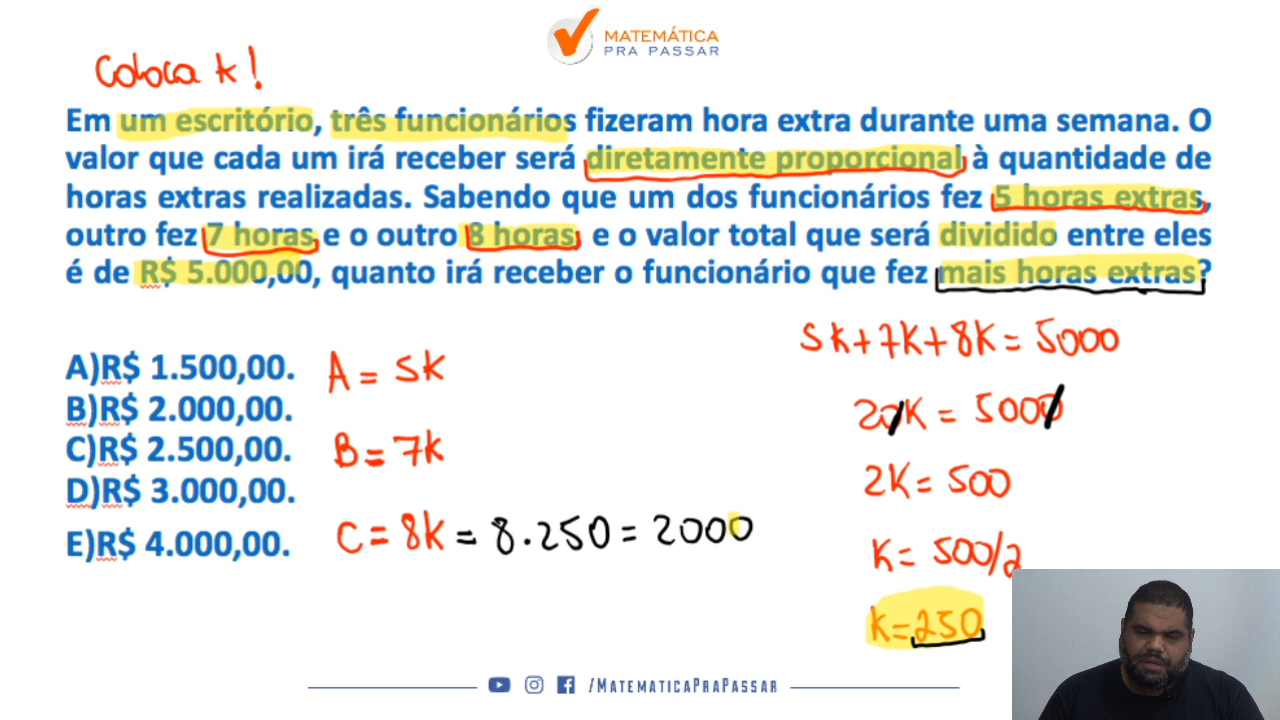 MATEMÁTICA
PRA PASSAR
Coloca k!
Em um escritório, três funcionários fizeram hora extra durante uma semana. O
valor que cada um irá receber será diretamente proporcional à quantidade de
horas extras realizadas. Sabendo que um dos funcionários fez 5 horas extras,
outro fez 7 horas e o outro 8 horas, e o valor total que será dividido entre eles
é de R$ 5.000,00, quanto irá receber o funcionário que fez mais horas extras?
A)R$ 1.500,00.
B)R$ 2.000,00.
C)R$ 2.500,00.
D)R$ 3.000,00.
E)R$ 4.000,00.
A = 5k
B = 7k
C = 8k = 8.250 = 2000
5k+7k+8k = 5000
20k = 5000
2k = 500
k = 500/2
k=250
/MATEMATICAPRAPASSAR